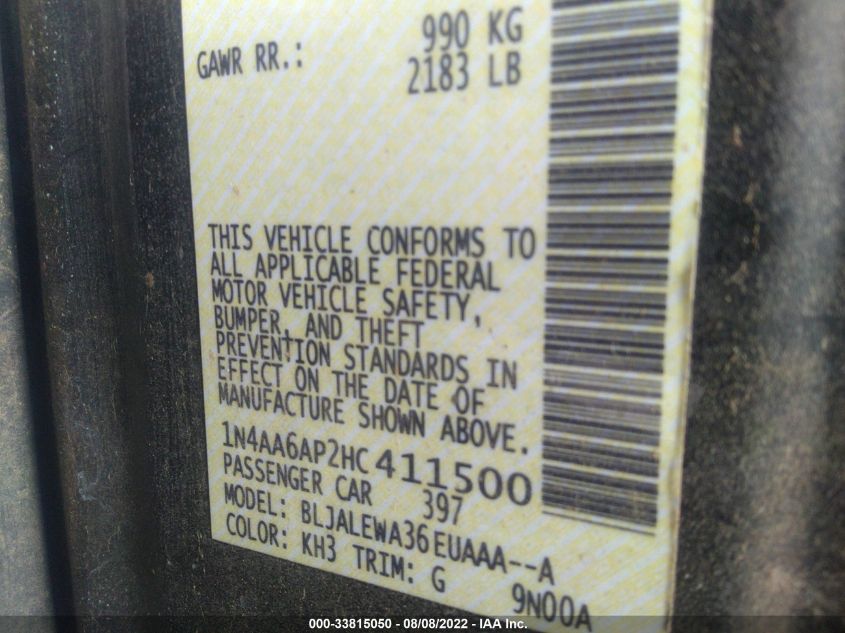 GAWR RR.: 990 KG
2183 LB
THIS VEHICLE CONFORMS TO
ALL APPLICABLE FEDERAL
MOTOR VEHICLE SAFETY,
BUMPER, AND THEFT
PREVENTION STANDARDS IN
EFFECT ON THE DATE OF
MANUFACTURE SHOWN ABOVE.
1N4AA6AP2HC411500
PASSENGER CAR 397
MODEL: BLJALEWA36EUAAA--A
COLOR: KH3 TRIM: G 9N00A
000-33815050 - 08/08/2022 - IAA Inc.